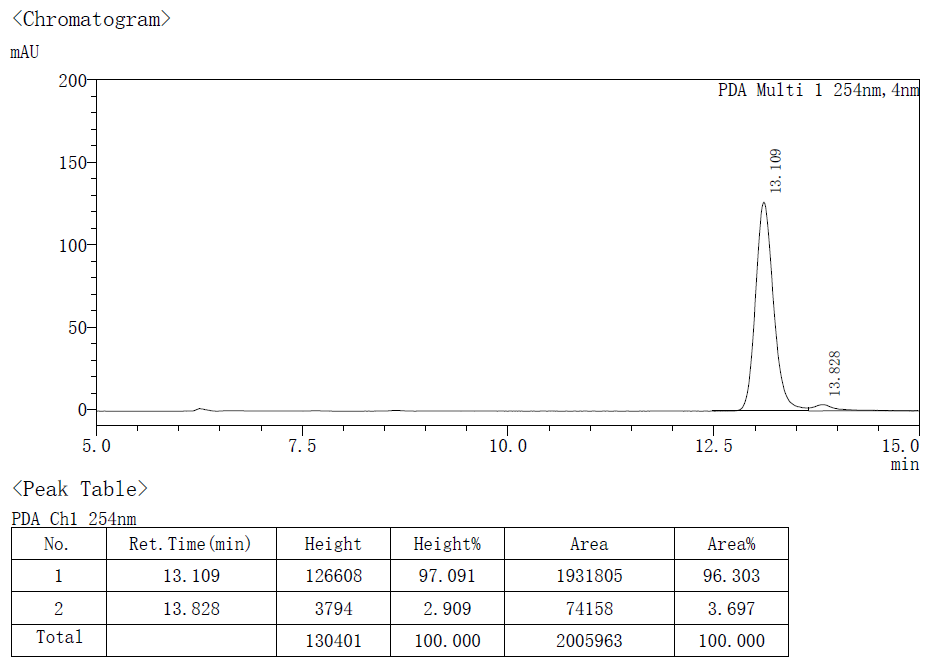 <Chromatogram>
mAU
200
PDA Multi 1 254nm,4nm
150
13.109
100
50
13.828
0
5.0 7.5 10.0 12.5 15.0
min
<Peak Table>
PDA Ch1 254nm
No. Ret.Time(min) Height Height% Area Area%
1 13.109 126608 97.091 1931805 96.303
2 13.828 3794 2.909 74158 3.697
Total 130401 100.000 2005963 100.000